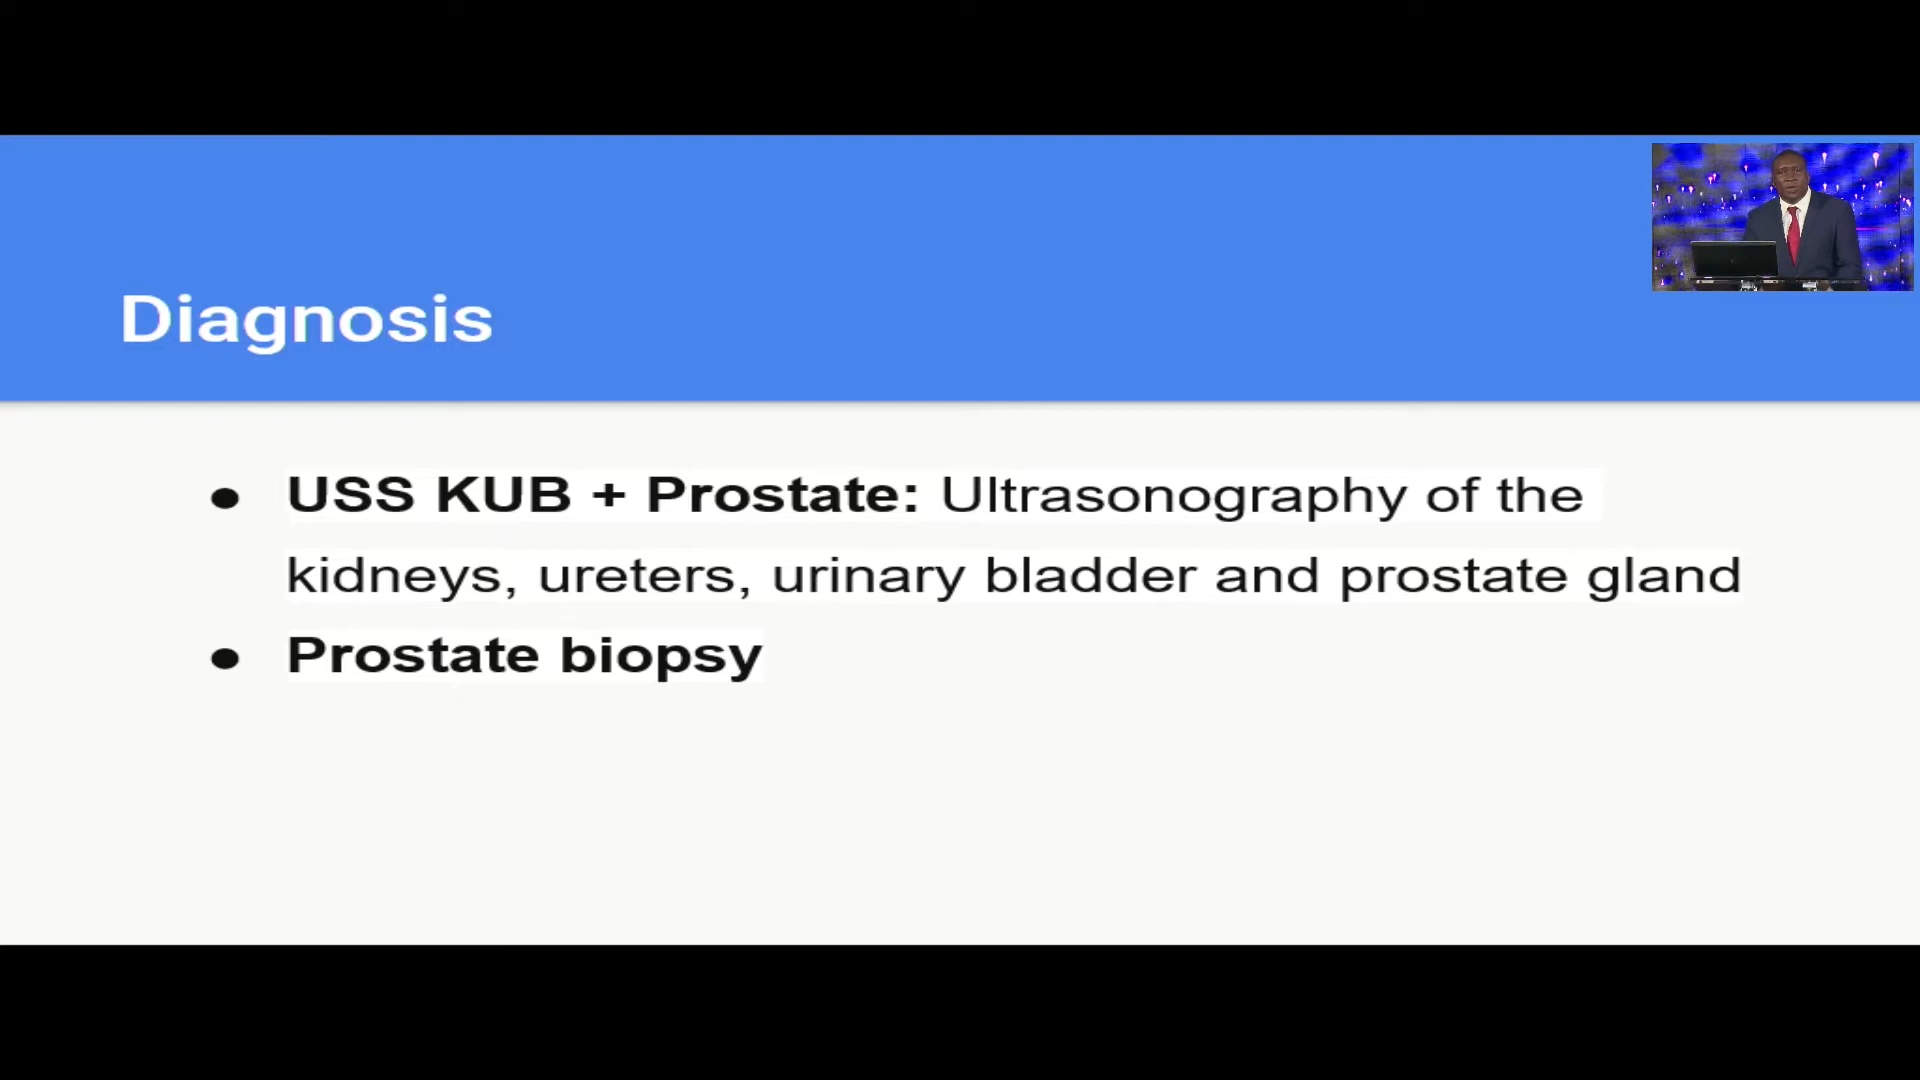 Diagnosis
● USS KUB + Prostate: Ultrasonography of the
kidneys, ureters, urinary bladder and prostate gland
● Prostate biopsy